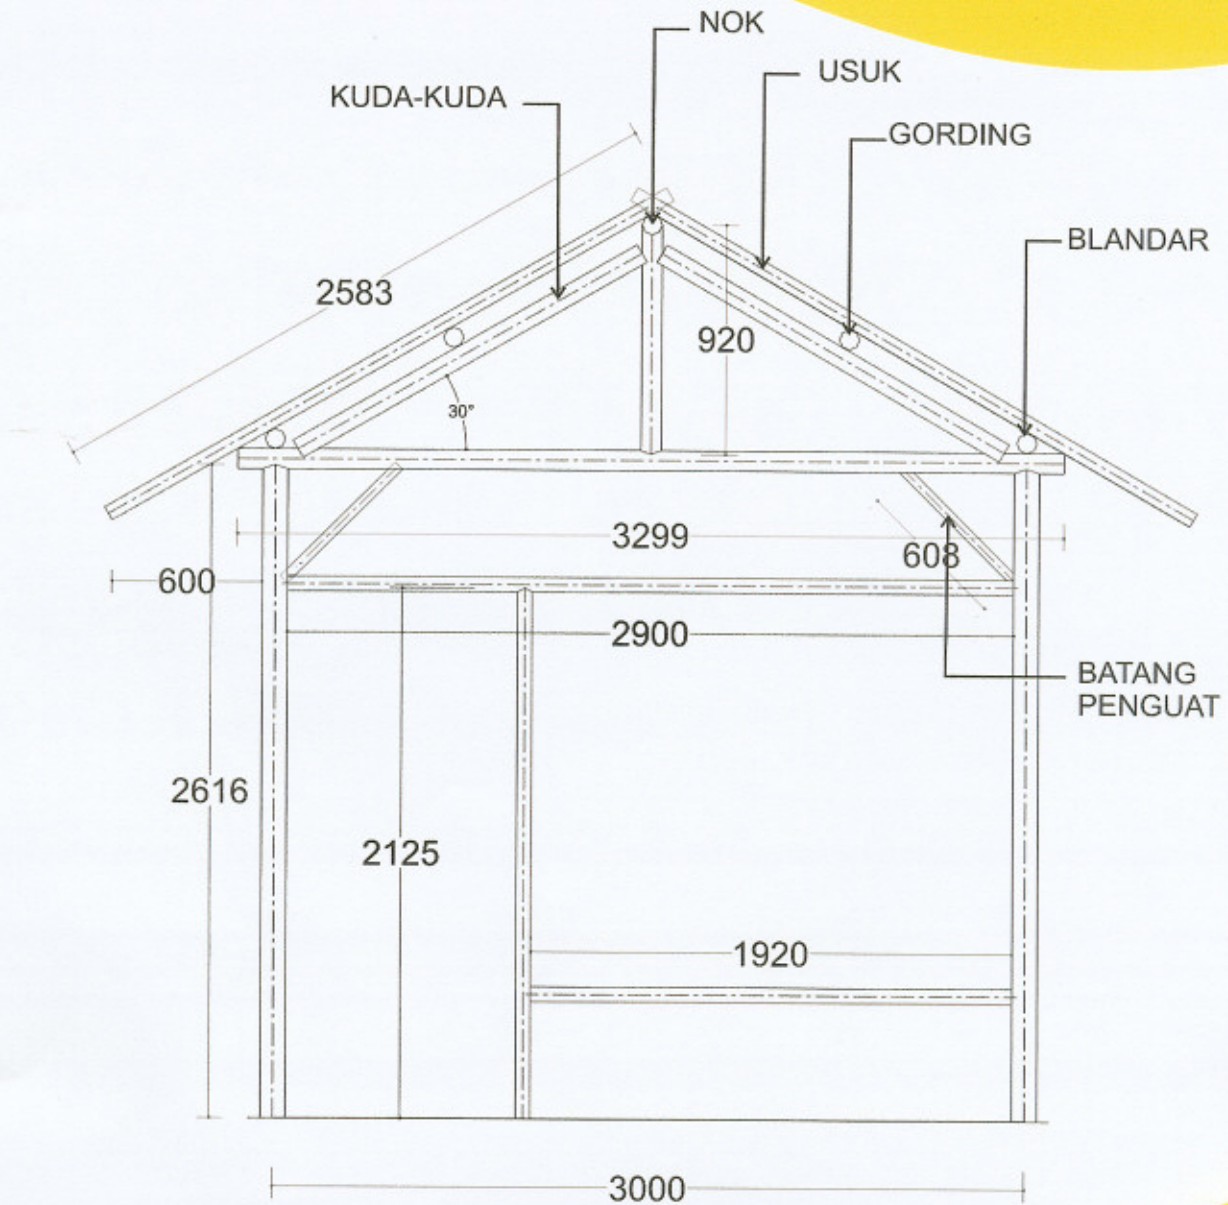 NOK
USUK
KUDA-KUDA
GORDING
BLANDAR
2583
920
30°
3299
608
600
2900
BATANG
PENGUAT
2616
2125
1920
3000